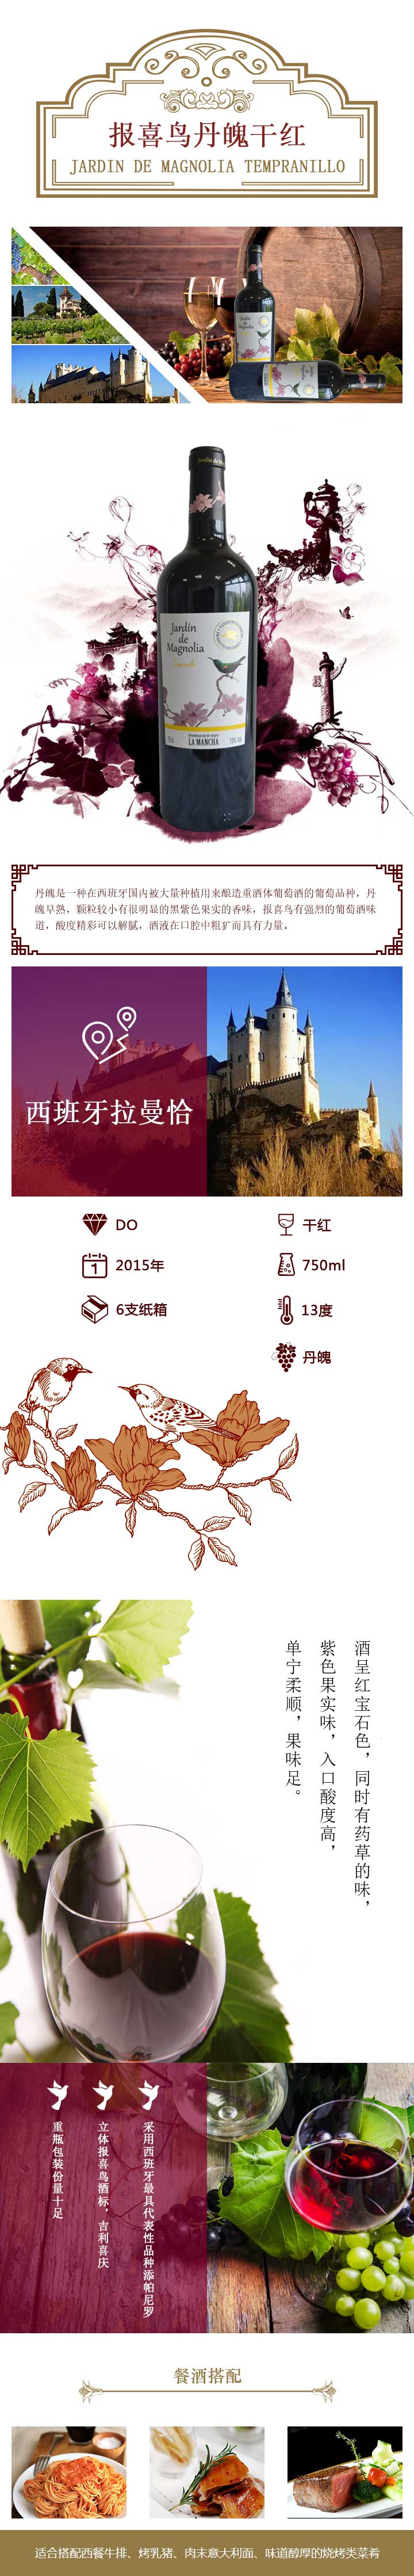 报喜鸟丹魄干红
JARDIN DE MAGNOLIA TEMPRANILLO
Jardín
de
Magnolia
Tempranillo
LA MANCHA
丹魄是一种在西班牙国内被大量种植用来酿造重酒体葡萄酒的葡萄品种，丹
魄早熟，颗粒较小有很明显的黑紫色果实的香味，报喜鸟有强烈的葡萄酒味
道，酸度精彩可以解腻，酒液在口腔中粗犷而具有力量。
西班牙拉曼恰
DO
干红
1
2015年
750ml
6支纸箱
13度
丹魄
酒呈红宝石色，同时有药草的味，
紫色果实味，入口酸度高，
单宁柔顺，果味足。
采用西班牙最具代表性品种添帕尼罗
立体报喜鸟酒标，吉利喜庆
重瓶包装份量十足
餐酒搭配
适合搭配西餐牛排、烤乳猪、肉末意大利面、味道醇厚的烧烤类菜肴